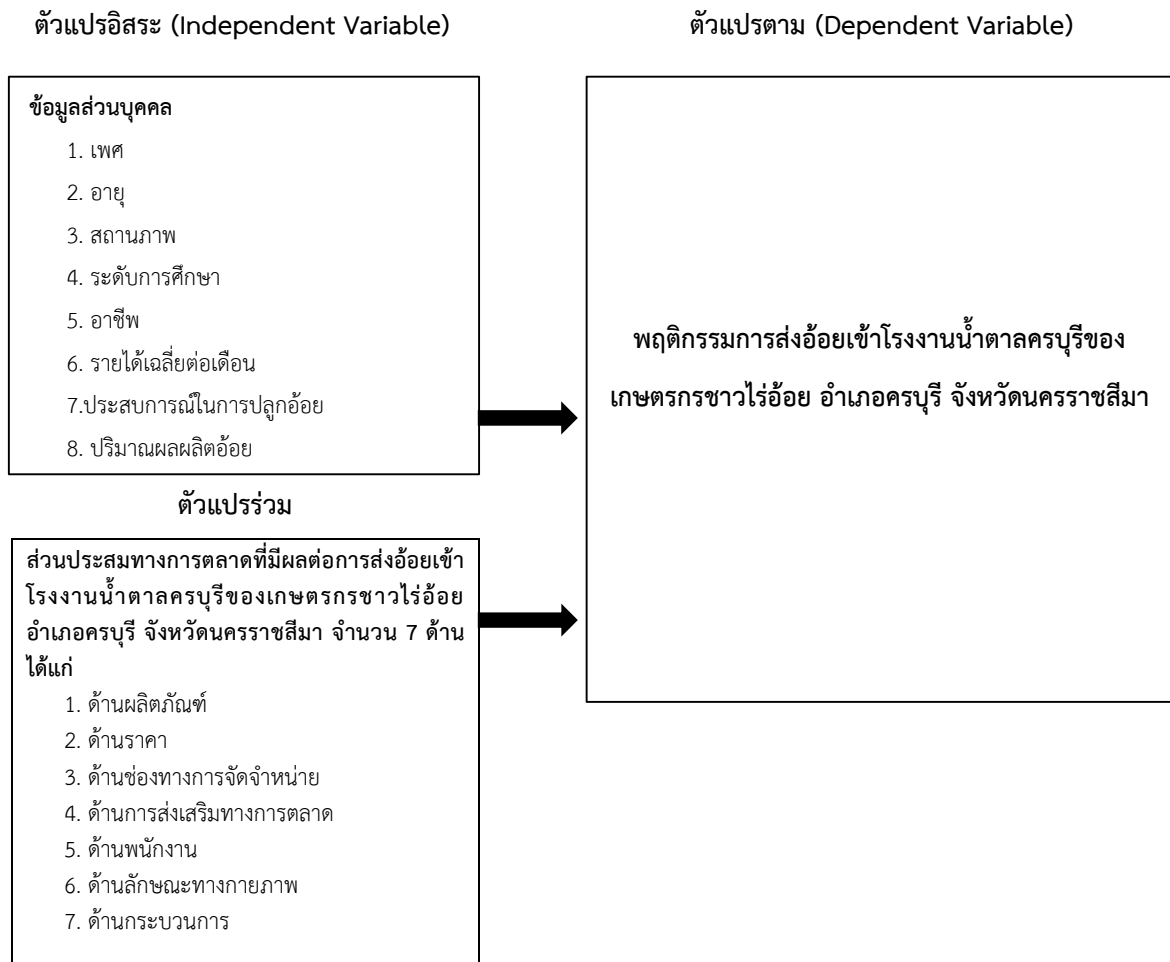 ตัวแปรอิสระ (Independent Variable)
ตัวแปรตาม (Dependent Variable)
ข้อมูลส่วนบุคคล
1. เพศ
2. อายุ
3. สถานภาพ
4. ระดับการศึกษา
5. อาชีพ
6. รายได้เฉลี่ยต่อเดือน
7.ประสบการณ์ในการปลูกอ้อย
8. ปริมาณผลผลิตอ้อย
ตัวแปรร่วม
ส่วนประสมทางการตลาดที่มีผลต่อการส่งอ้อยเข้า
โรงงานน้ำตาลครบุรีของเกษตรกรชาวไร่อ้อย
อำเภอครบุรี จังหวัดนครราชสีมา จำนวน 7 ด้าน
ได้แก่
1. ด้านผลิตภัณฑ์
2. ด้านราคา
3. ด้านช่องทางการจัดจำหน่าย
4. ด้านการส่งเสริมทางการตลาด
5. ด้านพนักงาน
6. ด้านลักษณะทางกายภาพ
7. ด้านกระบวนการ
พฤติกรรมการส่งอ้อยเข้าโรงงานน้ำตาลครบุรีของ
เกษตรกรชาวไร่อ้อย อำเภอครบุรี จังหวัดนครราชสีมา